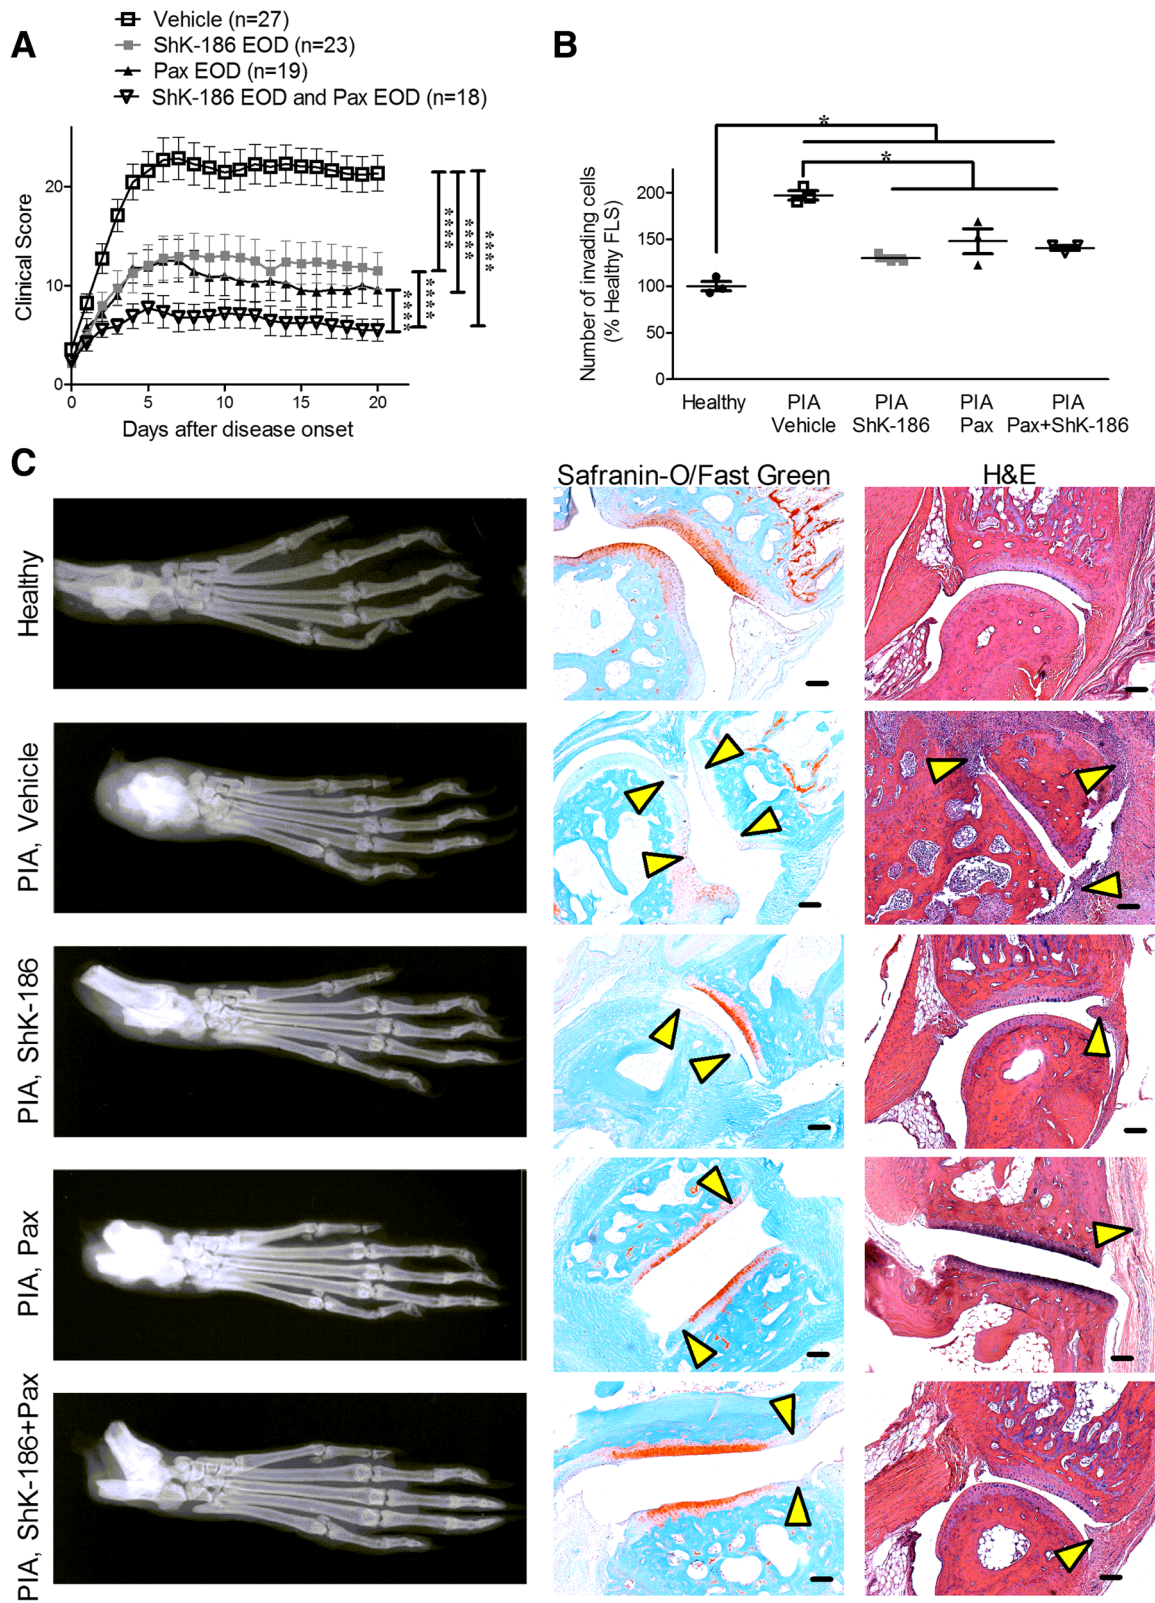 A
Vehicle (n=27)
ShK-186 EOD (n=23)
Pax EOD (n=19)
ShK-186 EOD and Pax EOD (n=18)
Clinical Score
20
10
0
0
5
10
15
20
Days after disease onset
****
****
****
****
****
B
Number of invading cells
(% Healthy FLS)
200
150
100
50
0
*
*
Healthy
PIA
Vehicle
PIA
ShK-186
PIA
Pax
PIA
Pax+ShK-186
C
Safranin-O/Fast Green
H&E
Healthy
PIA, Vehicle
PIA, ShK-186
PIA, Pax
PIA, ShK-186+Pax